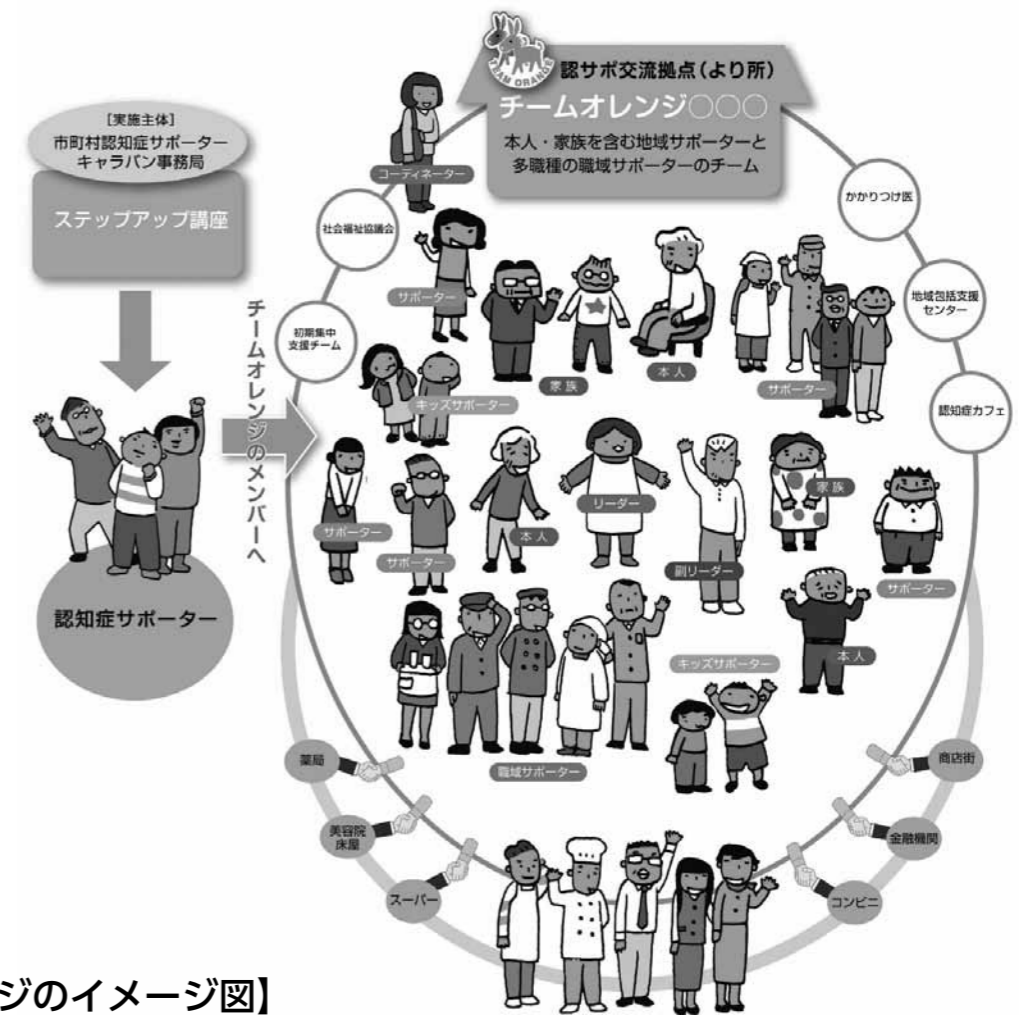 [実施主体]
市町村認知症サポーター
キャラバン事務局
ステップアップ講座
認知症サポーター
チームオレンジのメンバーへ
TEAM ORANGE
認サポ交流拠点(より所)
チームオレンジ○○○
本人・家族を含む地域サポーターと
多職種の職域サポーターのチーム
コーディネーター
社会福祉協議会
初期集中
支援チーム
かかりつけ医
地域包括支援
センター
認知症カフェ
サポーター
家族
本人
サポーター
キッズサポーター
サポーター
サポーター
本人
リーダー
副リーダー
家族
サポーター
本人
キッズサポーター
職域サポーター
薬局
美容院
床屋
スーパー
商店街
金融機関
コンビニ
ジのイメージ図】